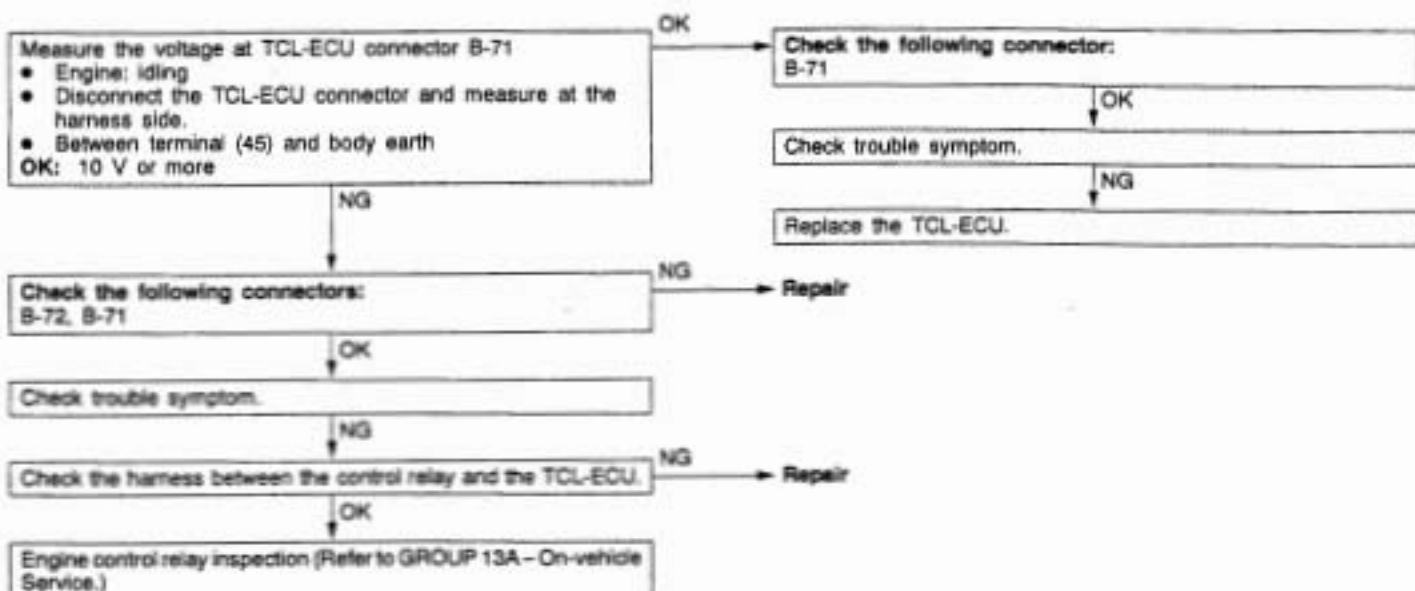 Measure the voltage at TCL-ECU connector B-71
● Engine: idling
● Disconnect the TCL-ECU connector and measure at the
harness side.
● Between terminal (45) and body earth
OK: 10 V or more
OK
Check the following connector:
B-71
OK
Check trouble symptom.
NG
Replace the TCL-ECU.
NG
Check the following connectors:
B-72, B-71
NG
Repair
OK
Check trouble symptom.
NG
Check the harness between the control relay and the TCL-ECU.
NG
Repair
OK
Engine control relay inspection (Refer to GROUP 13A – On-vehicle
Service.)